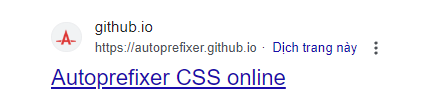 github.io
https://autoprefixer.github.io · Dịch trang này
Autoprefixer CSS online